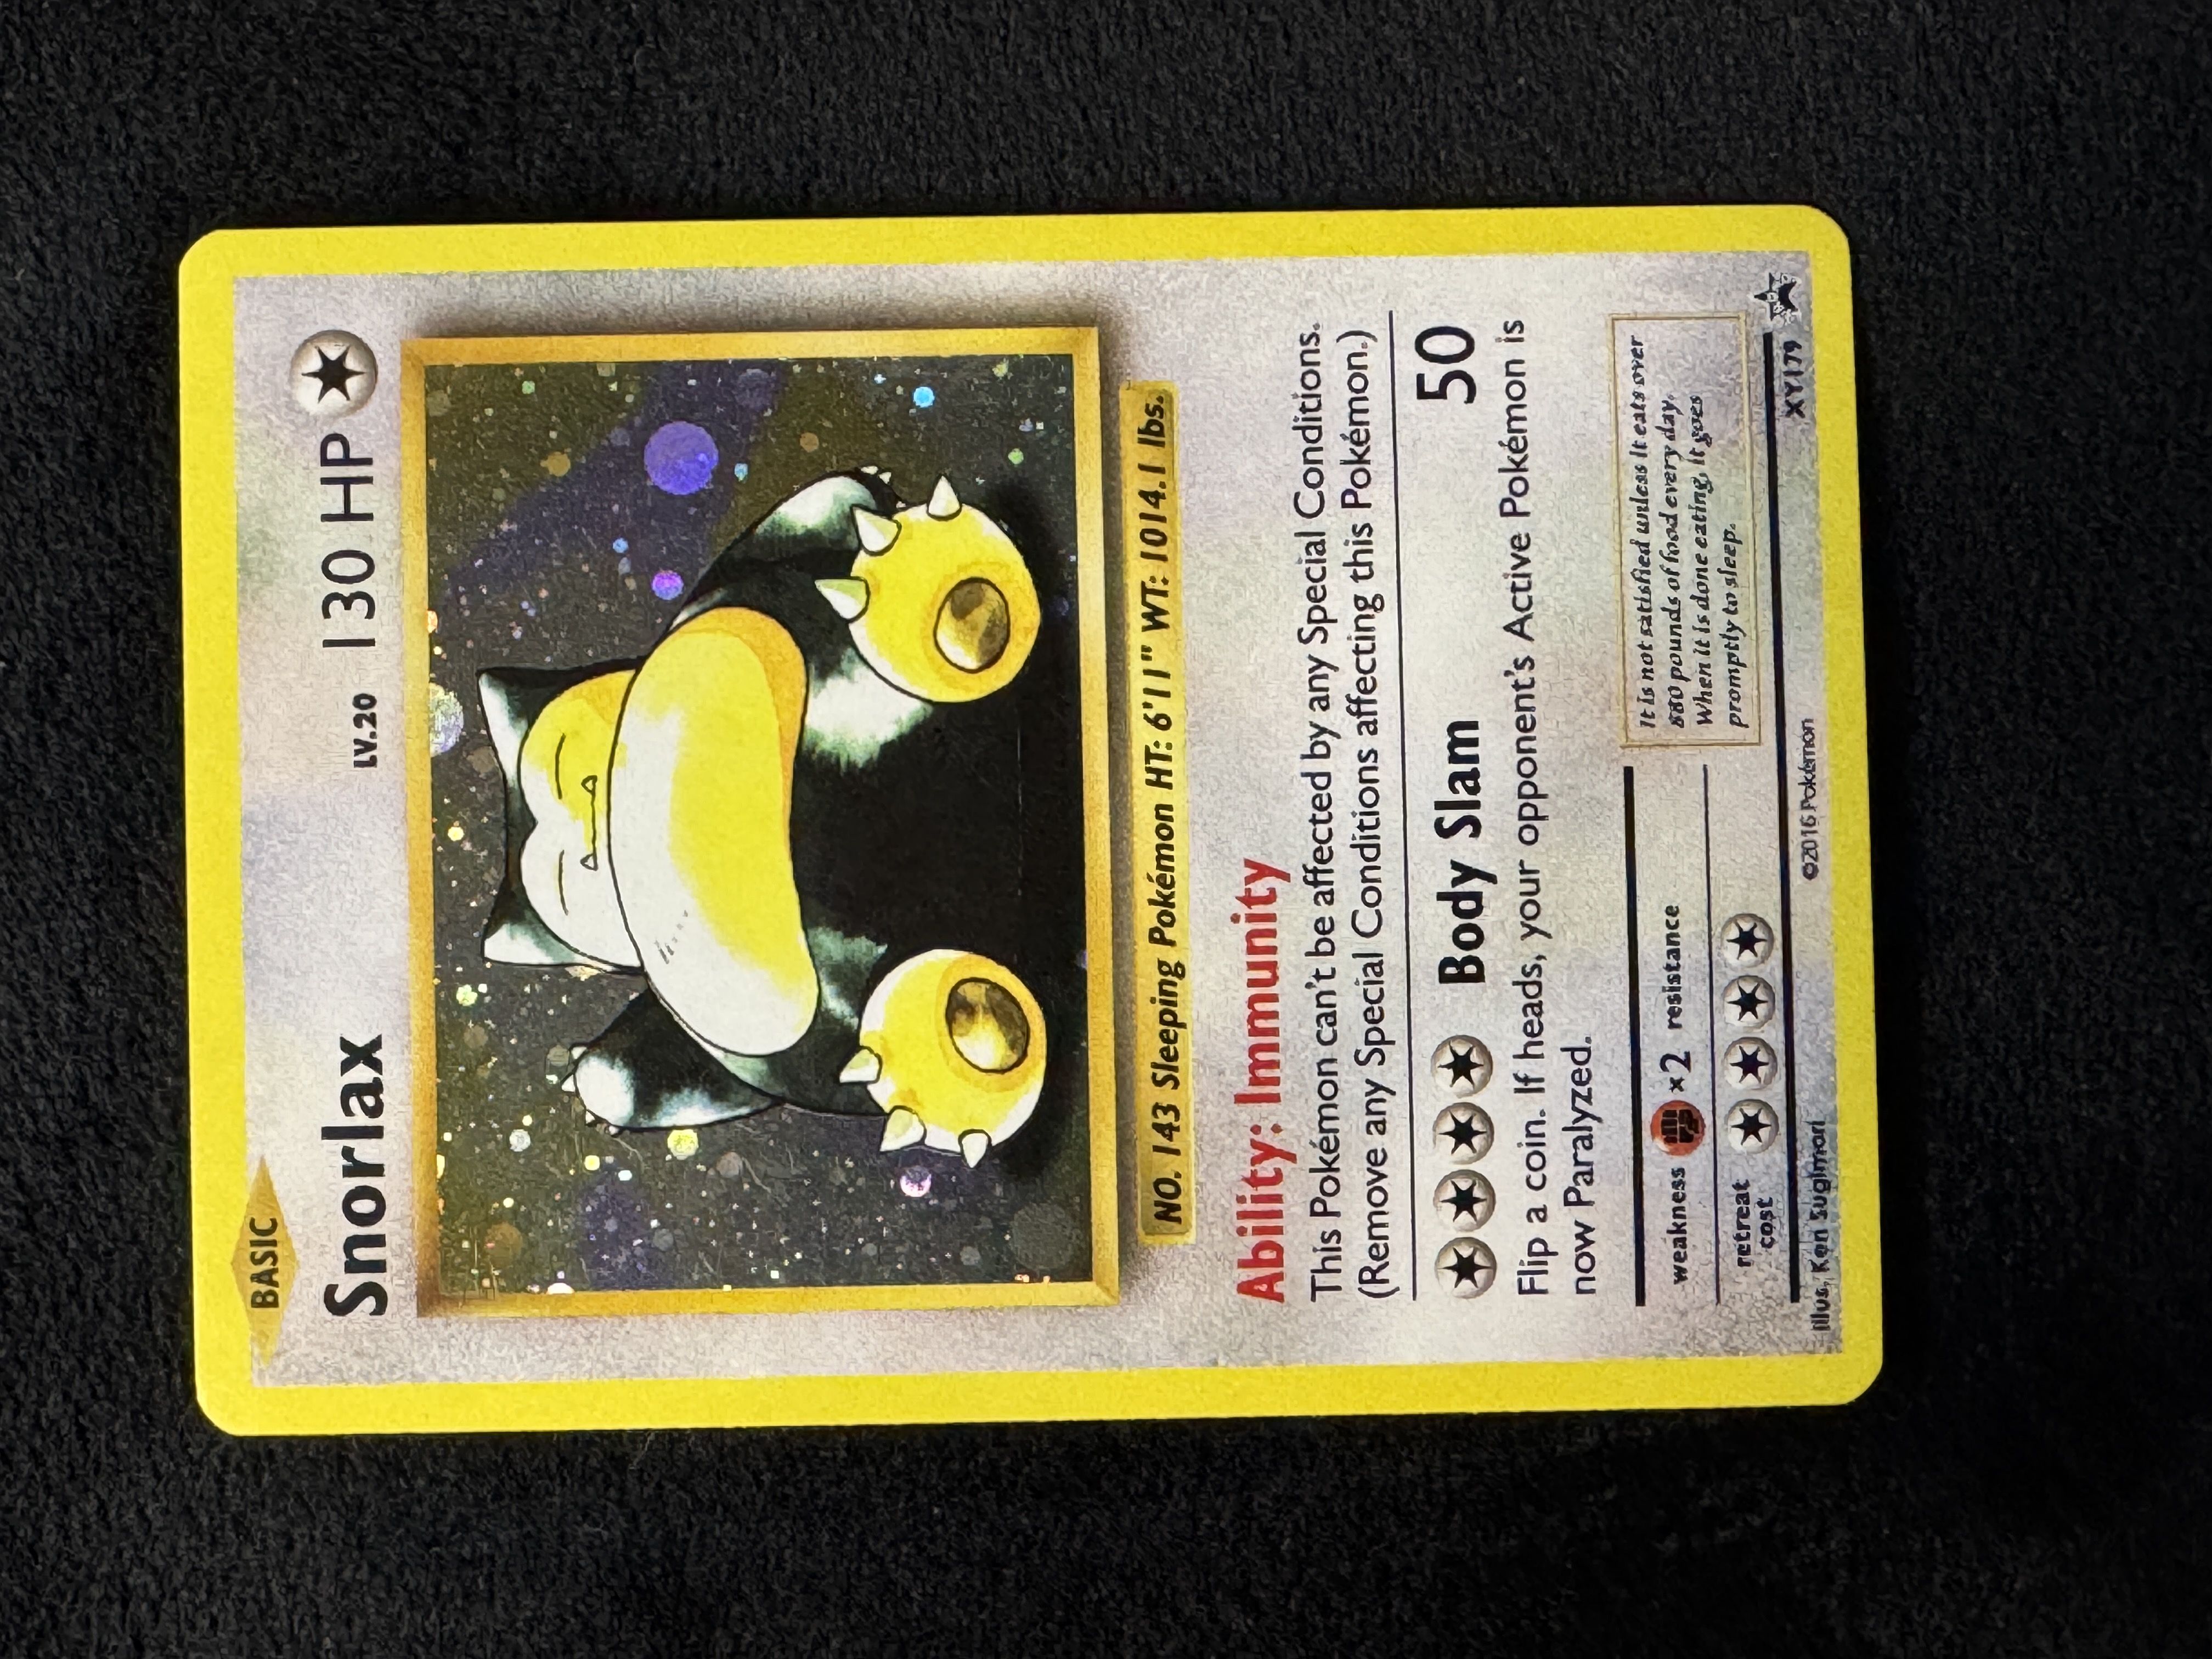 BASIC
Snorlax LV.20 130 HP
NO. 143 Sleeping Pokémon HT: 6'11" WT: 1014.1 lbs.
Ability: Immunity
This Pokémon can't be affected by any Special Conditions.
(Remove any Special Conditions affecting this Pokémon.)
Body Slam 50
Flip a coin. If heads, your opponent's Active Pokémon is
now Paralyzed.
weakness ×2 resistance
retreat
cost
It is not satisfied unless it eats over
880 pounds of food every day.
When it is done eating, it goes
promptly to sleep.
Illus. Ken Sugimori ©2016 Pokémon XY179